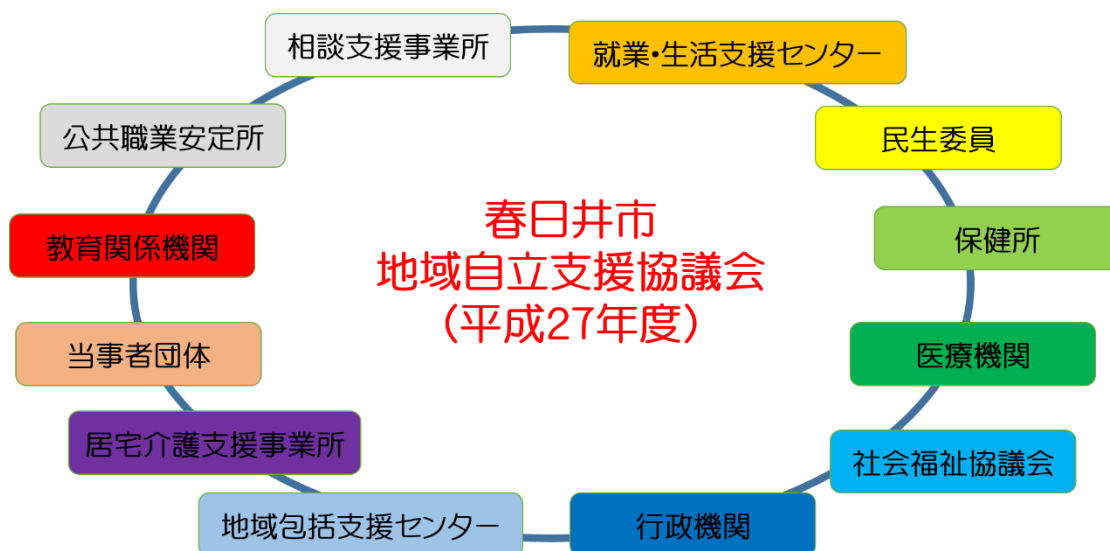 相談支援事業所
就業・生活支援センター
公共職業安定所
民生委員
教育関係機関
春日井市
地域自立支援協議会
(平成27年度)
保健所
当事者団体
医療機関
居宅介護支援事業所
社会福祉協議会
地域包括支援センター
行政機関